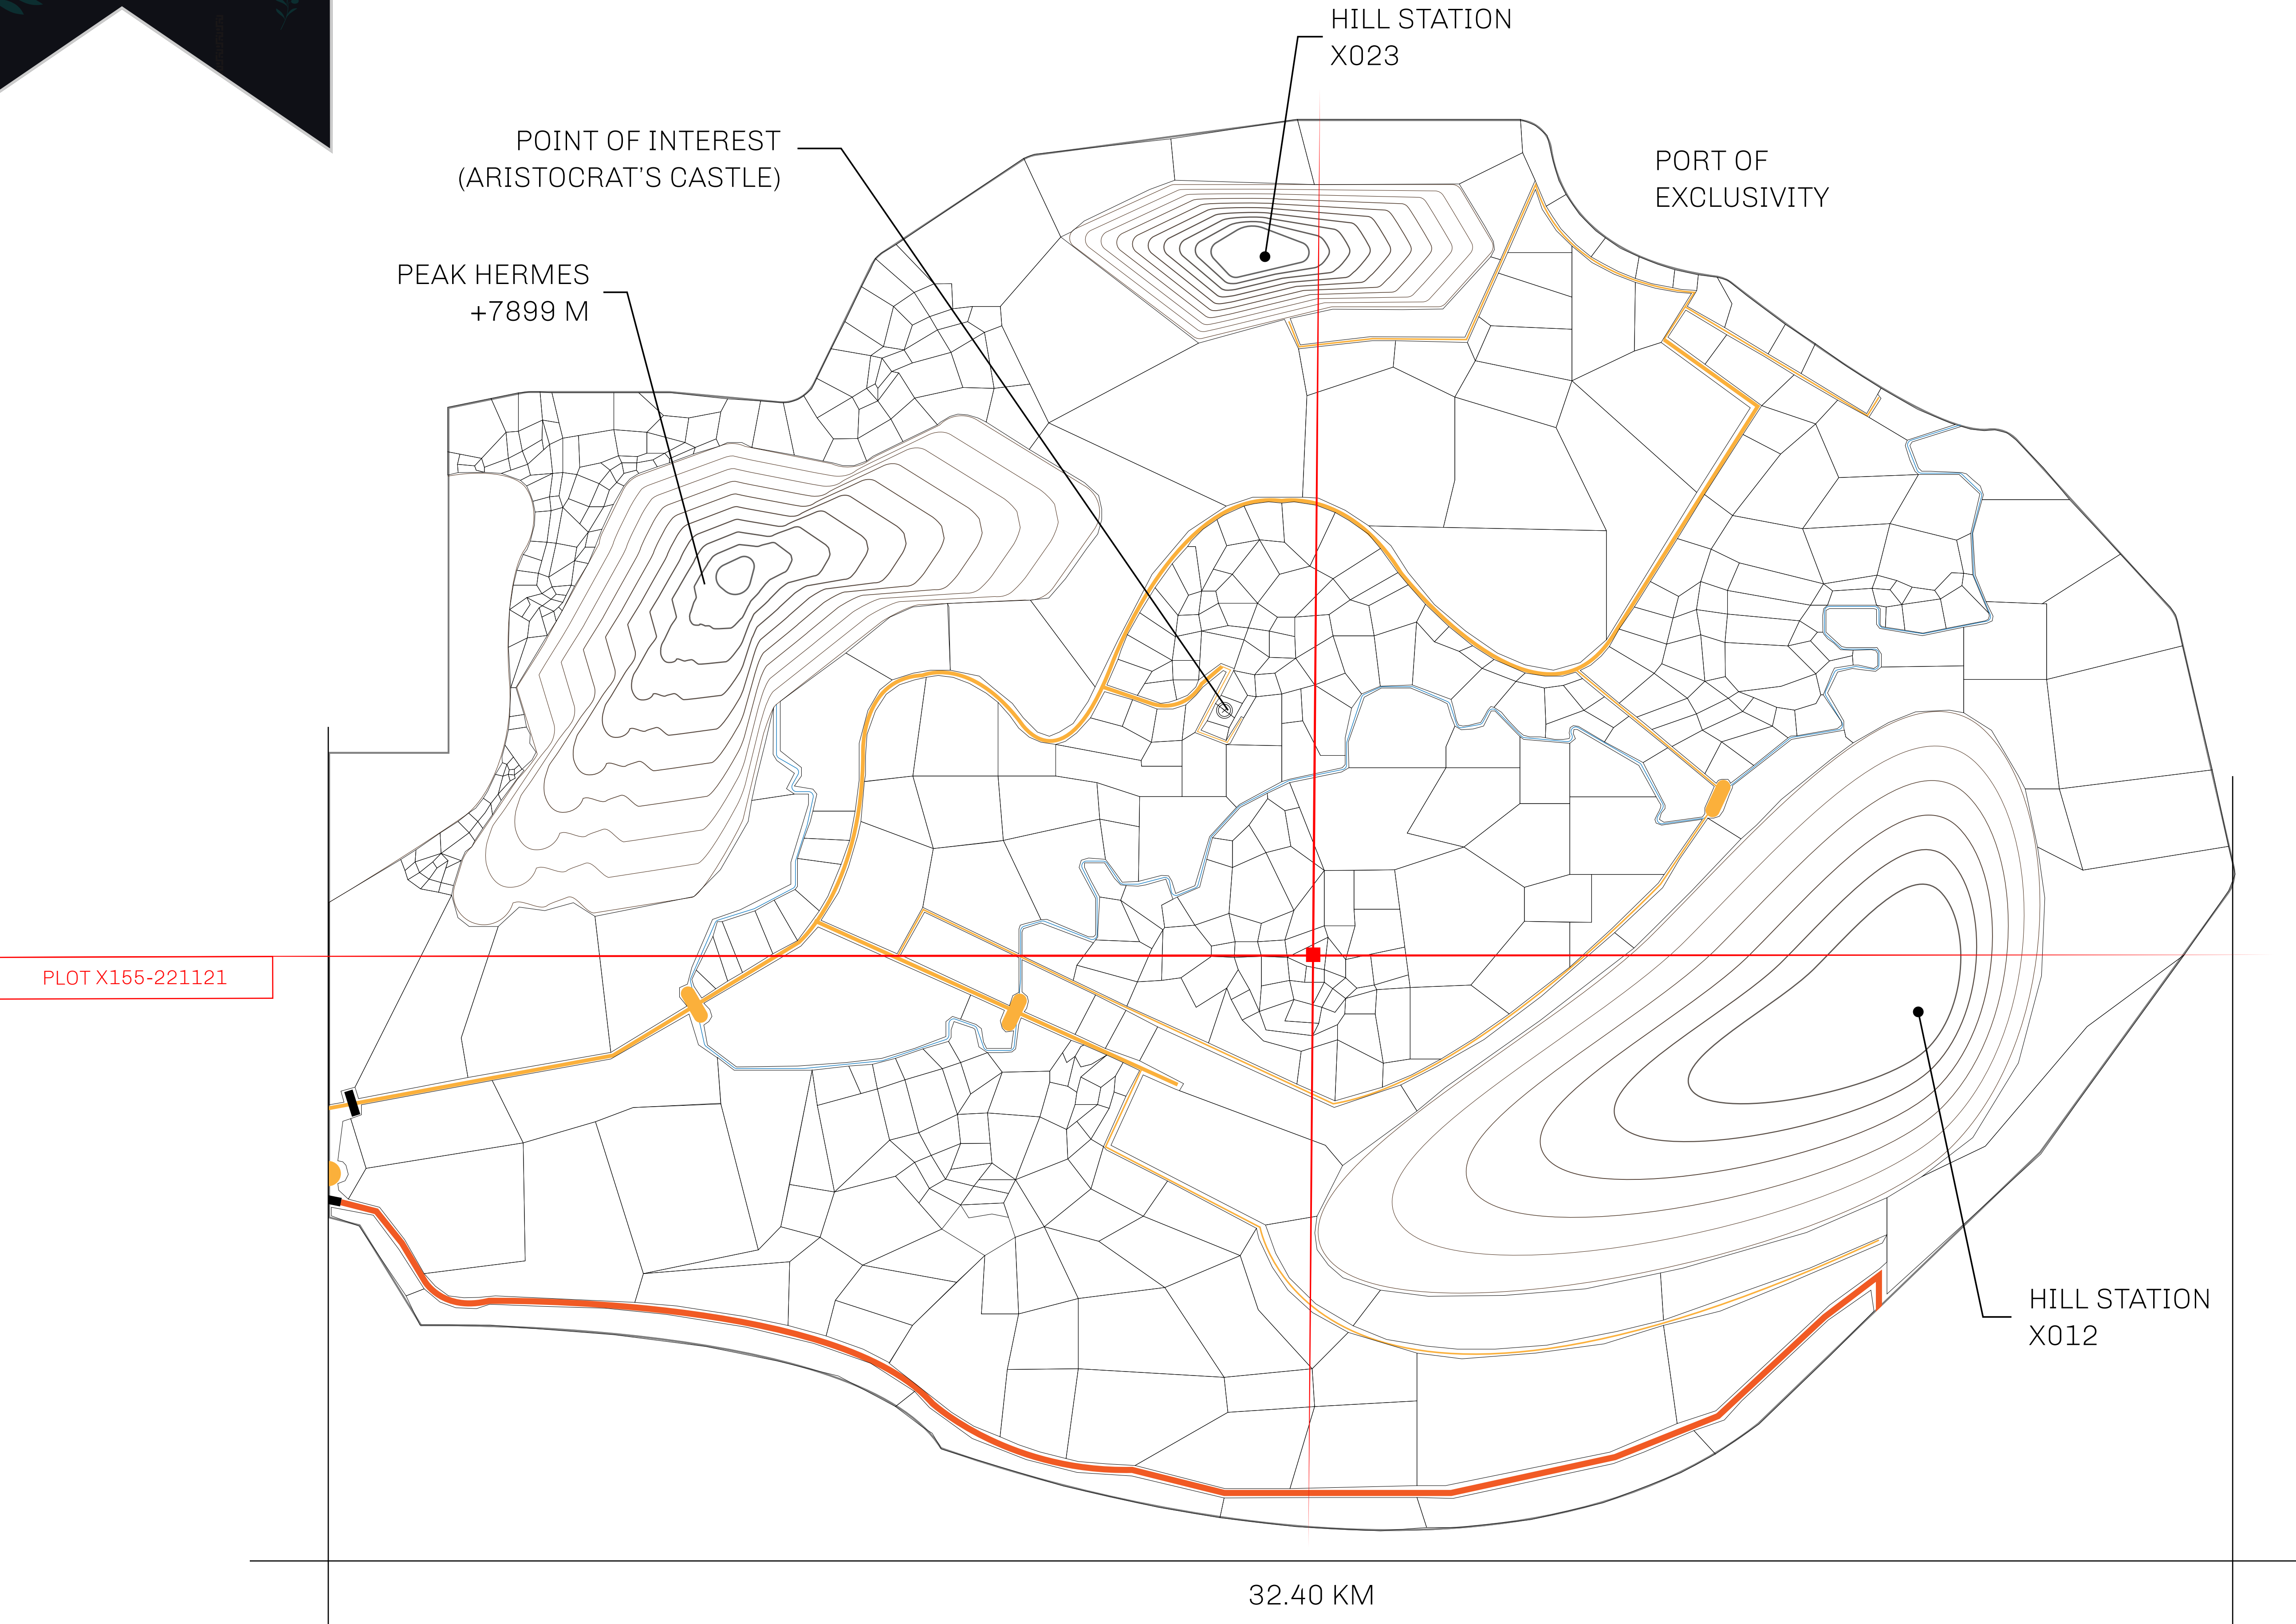 HILL STATION
X023
POINT OF INTEREST
(ARISTOCRAT'S CASTLE)
PORT OF
EXCLUSIVITY
PEAK HERMES
+7899 M
PLOT X155-221121
HILL STATION
X012
32.40 KM